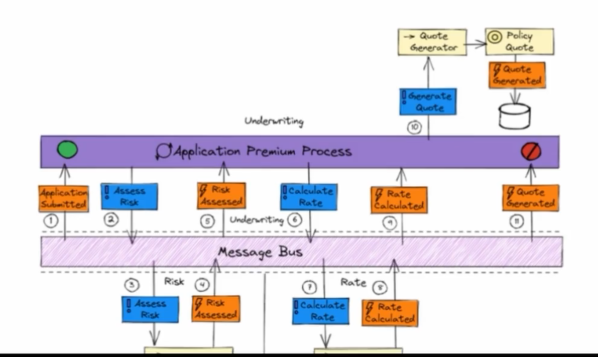 Quote
Generator
Policy
Quote
Quote
Generated
Generate
Quote
10
Underwriting
Application Premium Process
Application
Submitted
Assess
Risk
Risk
Assessed
Calculate
Rate
Rate
Calculated
Quote
Generated
1
2
5
Underwriting
6
9
11
Message Bus
3
Risk
4
7
Rate
8
Assess
Risk
Risk
Assessed
Calculate
Rate
Rate
Calculated